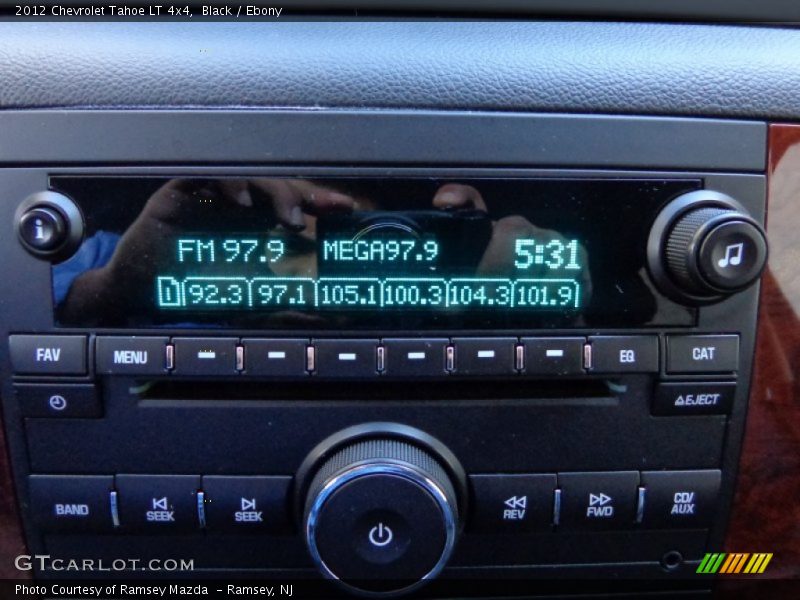 2012 Chevrolet Tahoe LT 4x4, Black / Ebony
i
FM 97.9 MEGA97.9 5:31
1 92.3 97.1 105.1 100.3 104.3 101.9
FAV MENU EQ CAT
EJECT
BAND SEEK SEEK REV FWD CD/
AUX
GTCARLOT.COM
Photo Courtesy of Ramsey Mazda - Ramsey, NJ